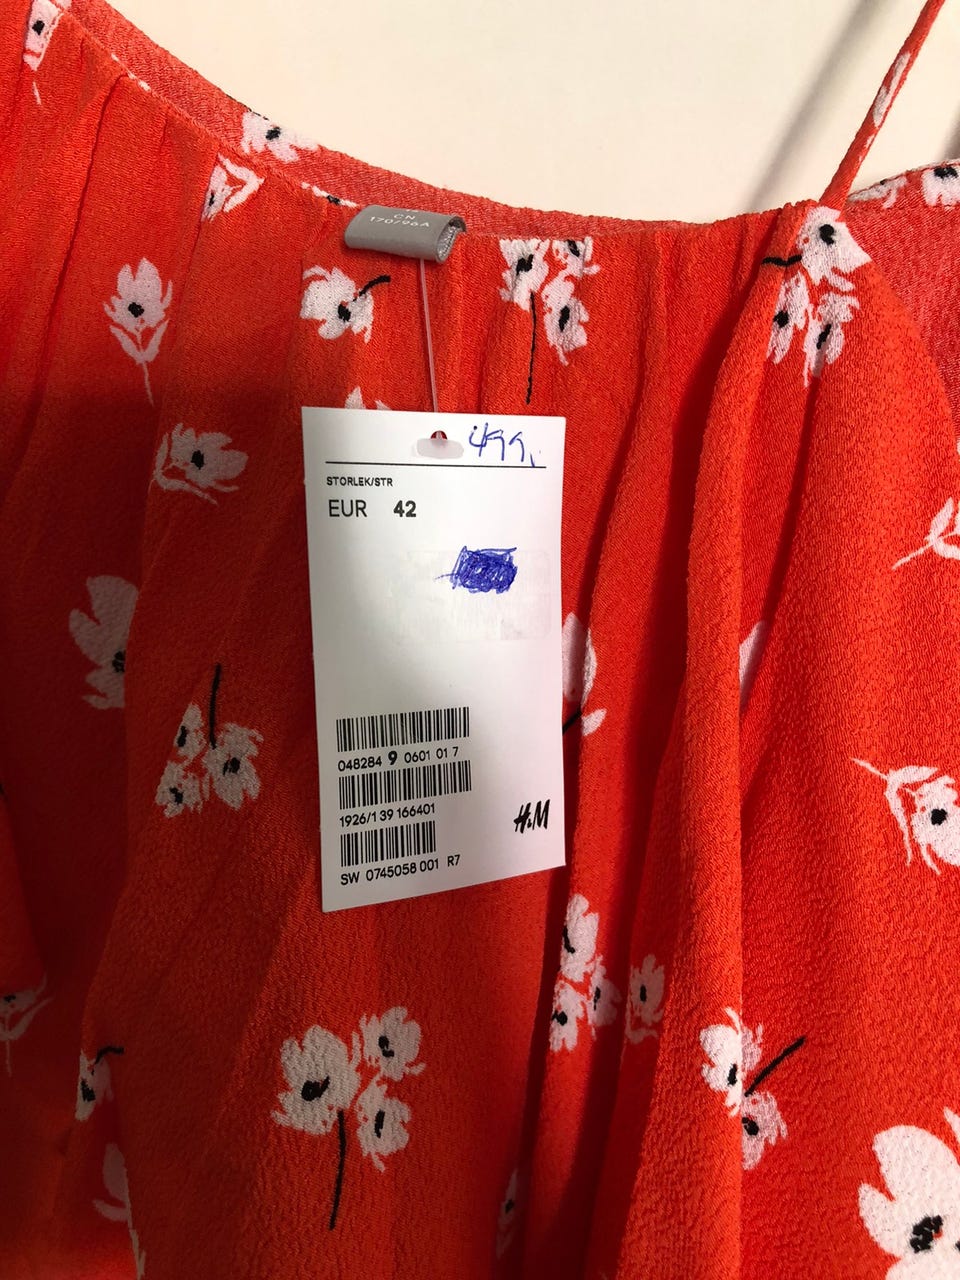 CN
170/96A
499,
STORLEK/STR
EUR 42
048284 9 0601 01 7
1926/1 39 166401
H&M
SW 0745058 001 R7